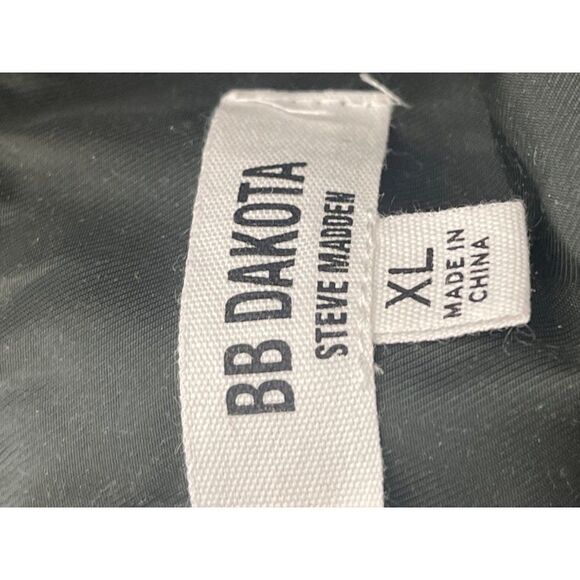 BB DAKOTA
STEVE MADDEN
XL
MADE IN
CHINA